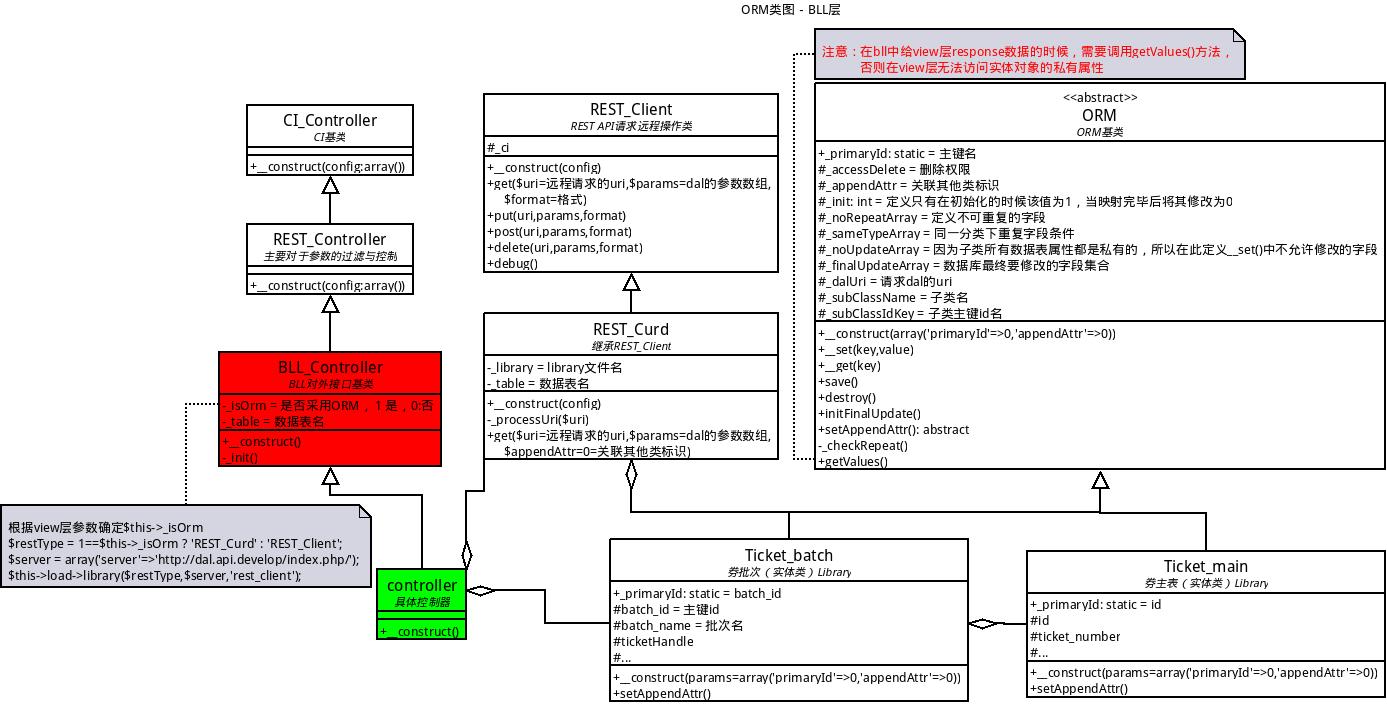 ORM类图 - BLL层
注意：在bll中给view层response数据的时候，需要调用getValues()方法，
否则在view层无法访问实体对象的私有属性
CI_Controller
CI基类
+__construct(config:array())
REST_Controller
主要对于参数的过滤与控制
+__construct(config:array())
BLL_Controller
BLL对外接口基类
-_isOrm = 是否采用ORM，1 是，0:否
-_table = 数据表名
+__construct()
-_init()
根据view层参数确定$this->_isOrm
$restType = 1==$this->_isOrm ? 'REST_Curd' : 'REST_Client';
$server = array('server'=>'http://dal.api.develop/index.php/');
$this->load->library($restType,$server,'rest_client');
controller
具体控制器
+__construct()
REST_Client
REST API请求远程操作类
#_ci
+__construct(config)
+get($uri=远程请求的uri,$params=dal的参数数组,
$format=格式)
+put(uri,params,format)
+post(uri,params,format)
+delete(uri,params,format)
+debug()
REST_Curd
继承REST_Client
-_library = library文件名
-_table = 数据表名
+__construct(config)
-_processUri($uri)
+get($uri=远程请求的uri,$params=dal的参数数组,
$appendAttr=0=关联其他类标识)
<<abstract>>
ORM
ORM基类
+_primaryId: static = 主键名
#_accessDelete = 删除权限
#_appendAttr = 关联其他类标识
#_init: int = 定义只有在初始化的时候该值为1，当映射完毕后将其修改为0
#_noRepeatArray = 定义不可重复的字段
#_sameTypeArray = 同一分类下重复字段条件
#_noUpdateArray = 因为子类所有数据表属性都是私有的，所以在此定义__set()中不允许修改的字段
#_finalUpdateArray = 数据库最终要修改的字段集合
#_dalUri = 请求dal的uri
#_subClassName = 子类名
#_subClassIdKey = 子类主键id名
+__construct(array('primaryId'=>0,'appendAttr'=>0))
+__set(key,value)
+__get(key)
+save()
+destroy()
+initFinalUpdate()
+setAppendAttr(): abstract
-_checkRepeat()
+getValues()
Ticket_batch
券批次（实体类）Library
+_primaryId: static = batch_id
#batch_id = 主键id
#batch_name = 批次名
#ticketHandle
#...
+__construct(params=array('primaryId'=>0,'appendAttr'=>0))
+setAppendAttr()
Ticket_main
券主表（实体类）Library
+_primaryId: static = id
#id
#ticket_number
#...
+__construct(params=array('primaryId'=>0,'appendAttr'=>0))
+setAppendAttr()